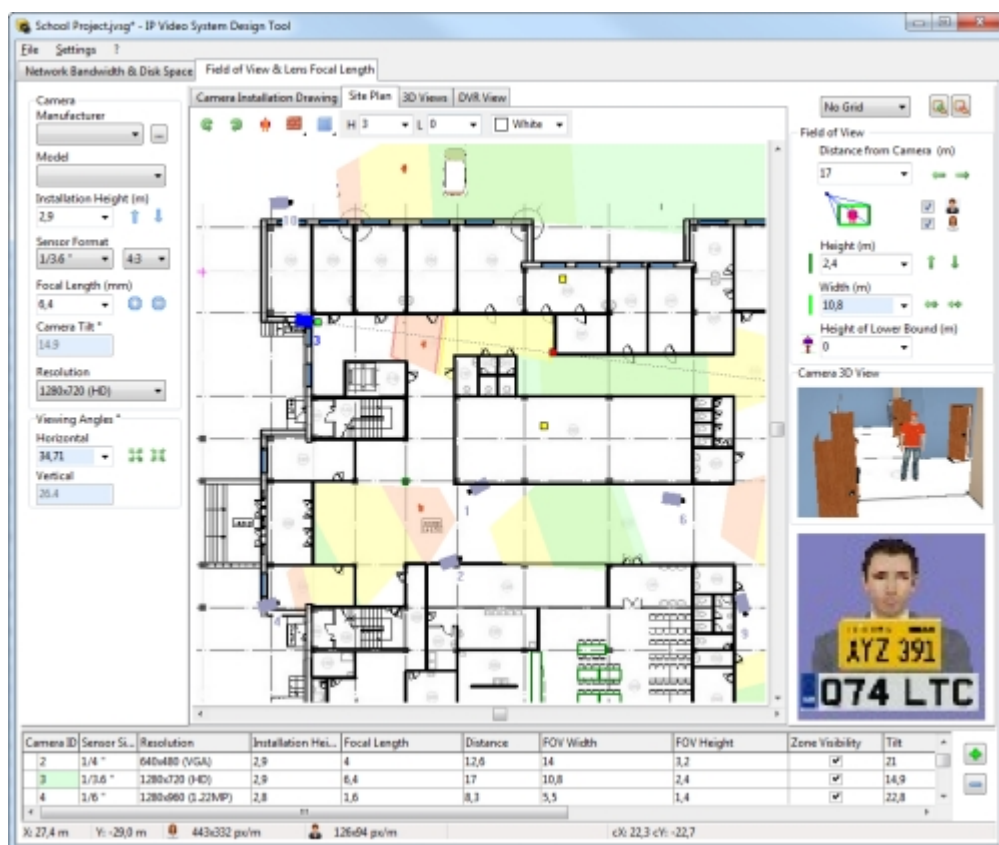 School Project.jvsg* - IP Video System Design Tool
File Settings ?
Network Bandwidth & Disk Space Field of View & Lens Focal Length
Camera
Manufacturer
...
Model
Installation Height (m)
2,9
Sensor Format
1/3.6 " 4:3
Focal Length (mm)
6,4
Camera Tilt °
14.9
Resolution
1280x720 (HD)
Viewing Angles °
Horizontal
34,71
Vertical
26.4
Camera Installation Drawing Site Plan 3D Views DVR View
H 3 L 0 White
10
3
1
6
2
4
9
No Grid
Field of View
Distance from Camera (m)
17
Height (m)
2,4
Width (m)
10,8
Height of Lower Bound (m)
0
Camera 3D View
AYZ 391
074 LTC
Camera ID Sensor Si... Resolution Installation Hei... Focal Length Distance FOV Width FOV Height Zone Visibility Tilt
2 1/4 " 640x480 (VGA) 2,9 4 12,6 14 3,2 21
3 1/3.6 " 1280x720 (HD) 2,9 6,4 17 10,8 2,4 14,9
4 1/6 " 1280x960 (1.22MP) 2,8 1,6 8,3 5,5 1,4 22,8
X: 27,4 m Y: -29,0 m 443x332 px/m 126x94 px/m cX: 22,3 cY: -22,7